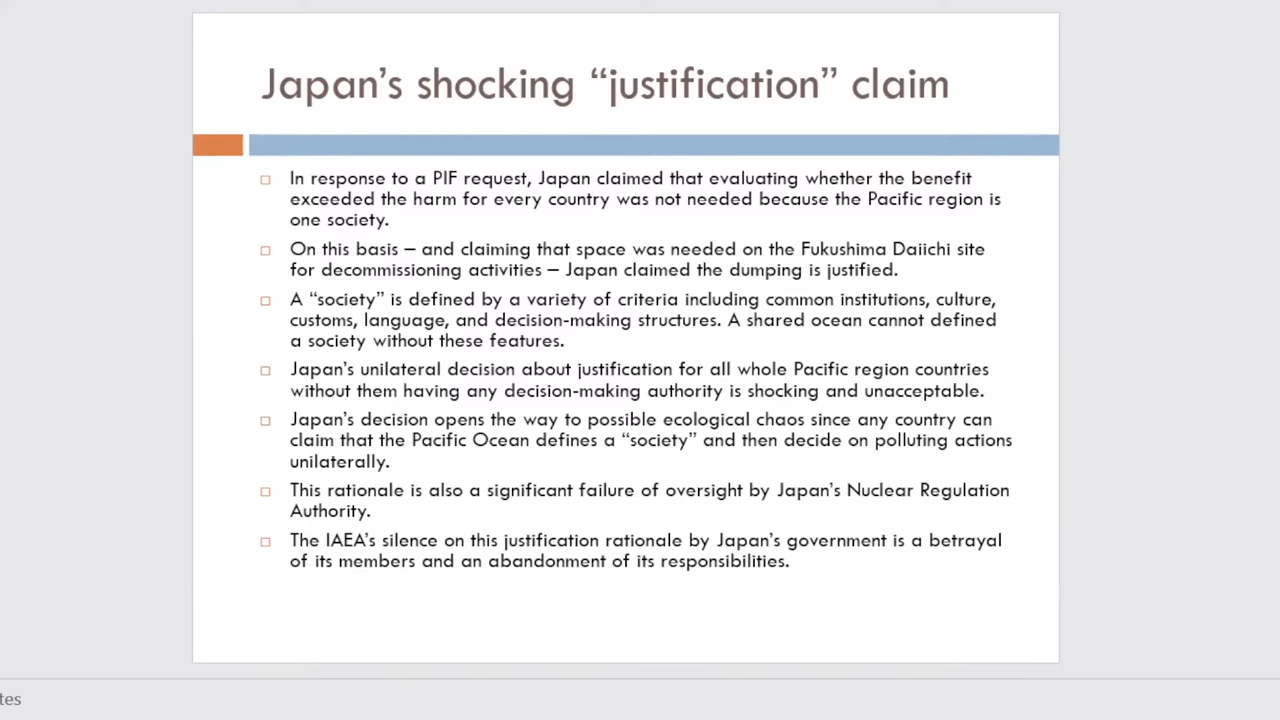 Japan’s shocking “justification” claim
In response to a PIF request, Japan claimed that evaluating whether the benefit
exceeded the harm for every country was not needed because the Pacific region is
one society.
On this basis – and claiming that space was needed on the Fukushima Daiichi site
for decommissioning activities – Japan claimed the dumping is justified.
A “society” is defined by a variety of criteria including common institutions, culture,
customs, language, and decision-making structures. A shared ocean cannot defined
a society without these features.
Japan’s unilateral decision about justification for all whole Pacific region countries
without them having any decision-making authority is shocking and unacceptable.
Japan’s decision opens the way to possible ecological chaos since any country can
claim that the Pacific Ocean defines a “society” and then decide on polluting actions
unilaterally.
This rationale is also a significant failure of oversight by Japan’s Nuclear Regulation
Authority.
The IAEA’s silence on this justification rationale by Japan’s government is a betrayal
of its members and an abandonment of its responsibilities.
tes